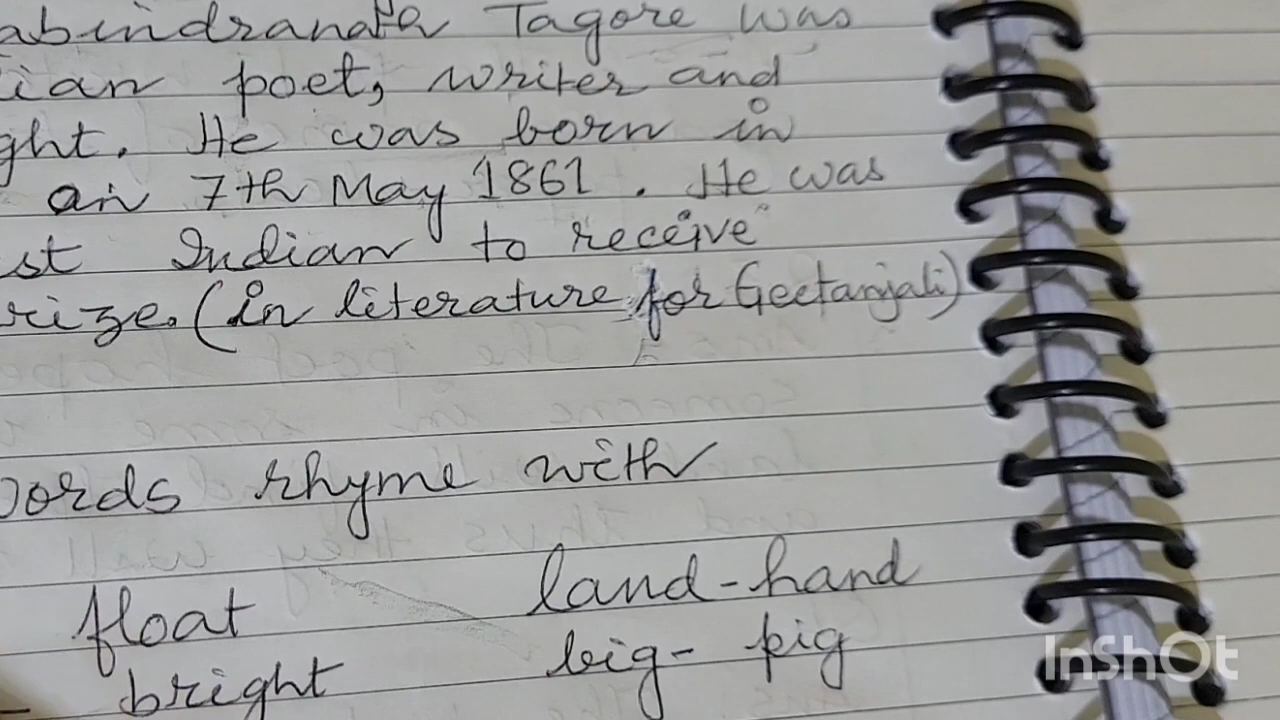 abindranath Tagore was
ian poet, writer and
ght. He was born in
on 7th May 1861. He was
st Indian to receive
rize. (in literature for Geetanjali)
ords rhyme with
float land-hand
bright big- pig
InShOt